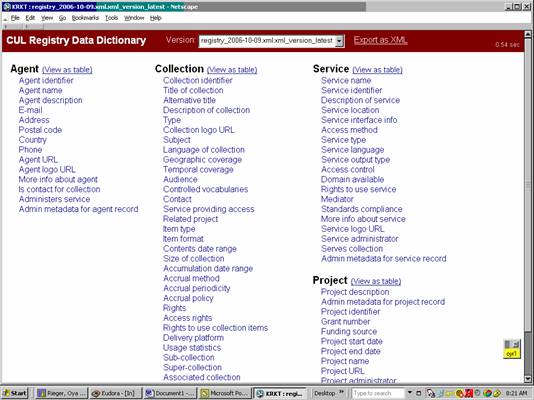 KRKT : registry_2006-10-09.xml.xml_version_latest - Netscape
File Edit View Go Bookmarks Tools Window Help
CUL Registry Data Dictionary
Version: registry_2006-10-09.xml.xml_version_latest
Export as XML
0.54 sec
Agent (View as table)
Agent identifier
Agent name
Agent description
E-mail
Address
Postal code
Country
Phone
Agent URL
Agent logo URL
More info about agent
Is contact for collection
Administers service
Admin metadata for agent record
Collection (View as table)
Collection identifier
Title of collection
Alternative title
Description of collection
Type
Collection logo URL
Subject
Language of collection
Geographic coverage
Temporal coverage
Audience
Controlled vocabularies
Contact
Service providing access
Related project
Item type
Item format
Contents date range
Size of collection
Accumulation date range
Accrual method
Accrual periodicity
Accrual policy
Rights
Access rights
Rights to use collection items
Delivery platform
Usage statistics
Sub-collection
Super-collection
Associated collection
Service (View as table)
Service name
Service identifier
Description of service
Service location
Service interface info
Access method
Service type
Service language
Service output type
Access control
Domain available
Rights to use service
Mediator
Standards compliance
More info about service
Service logo URL
Service administrator
Serves collection
Admin metadata for service record
Project (View as table)
Project description
Admin metadata for project record
Project identifier
Grant number
Funding source
Project start date
Project end date
Project name
Project URL
Project administrator
oyr1
Start
Rieger, Oya ...
Eudora - [In]
Document1 - ...
Microsoft Po...
KRKT : regi...
Desktop
8:21 AM